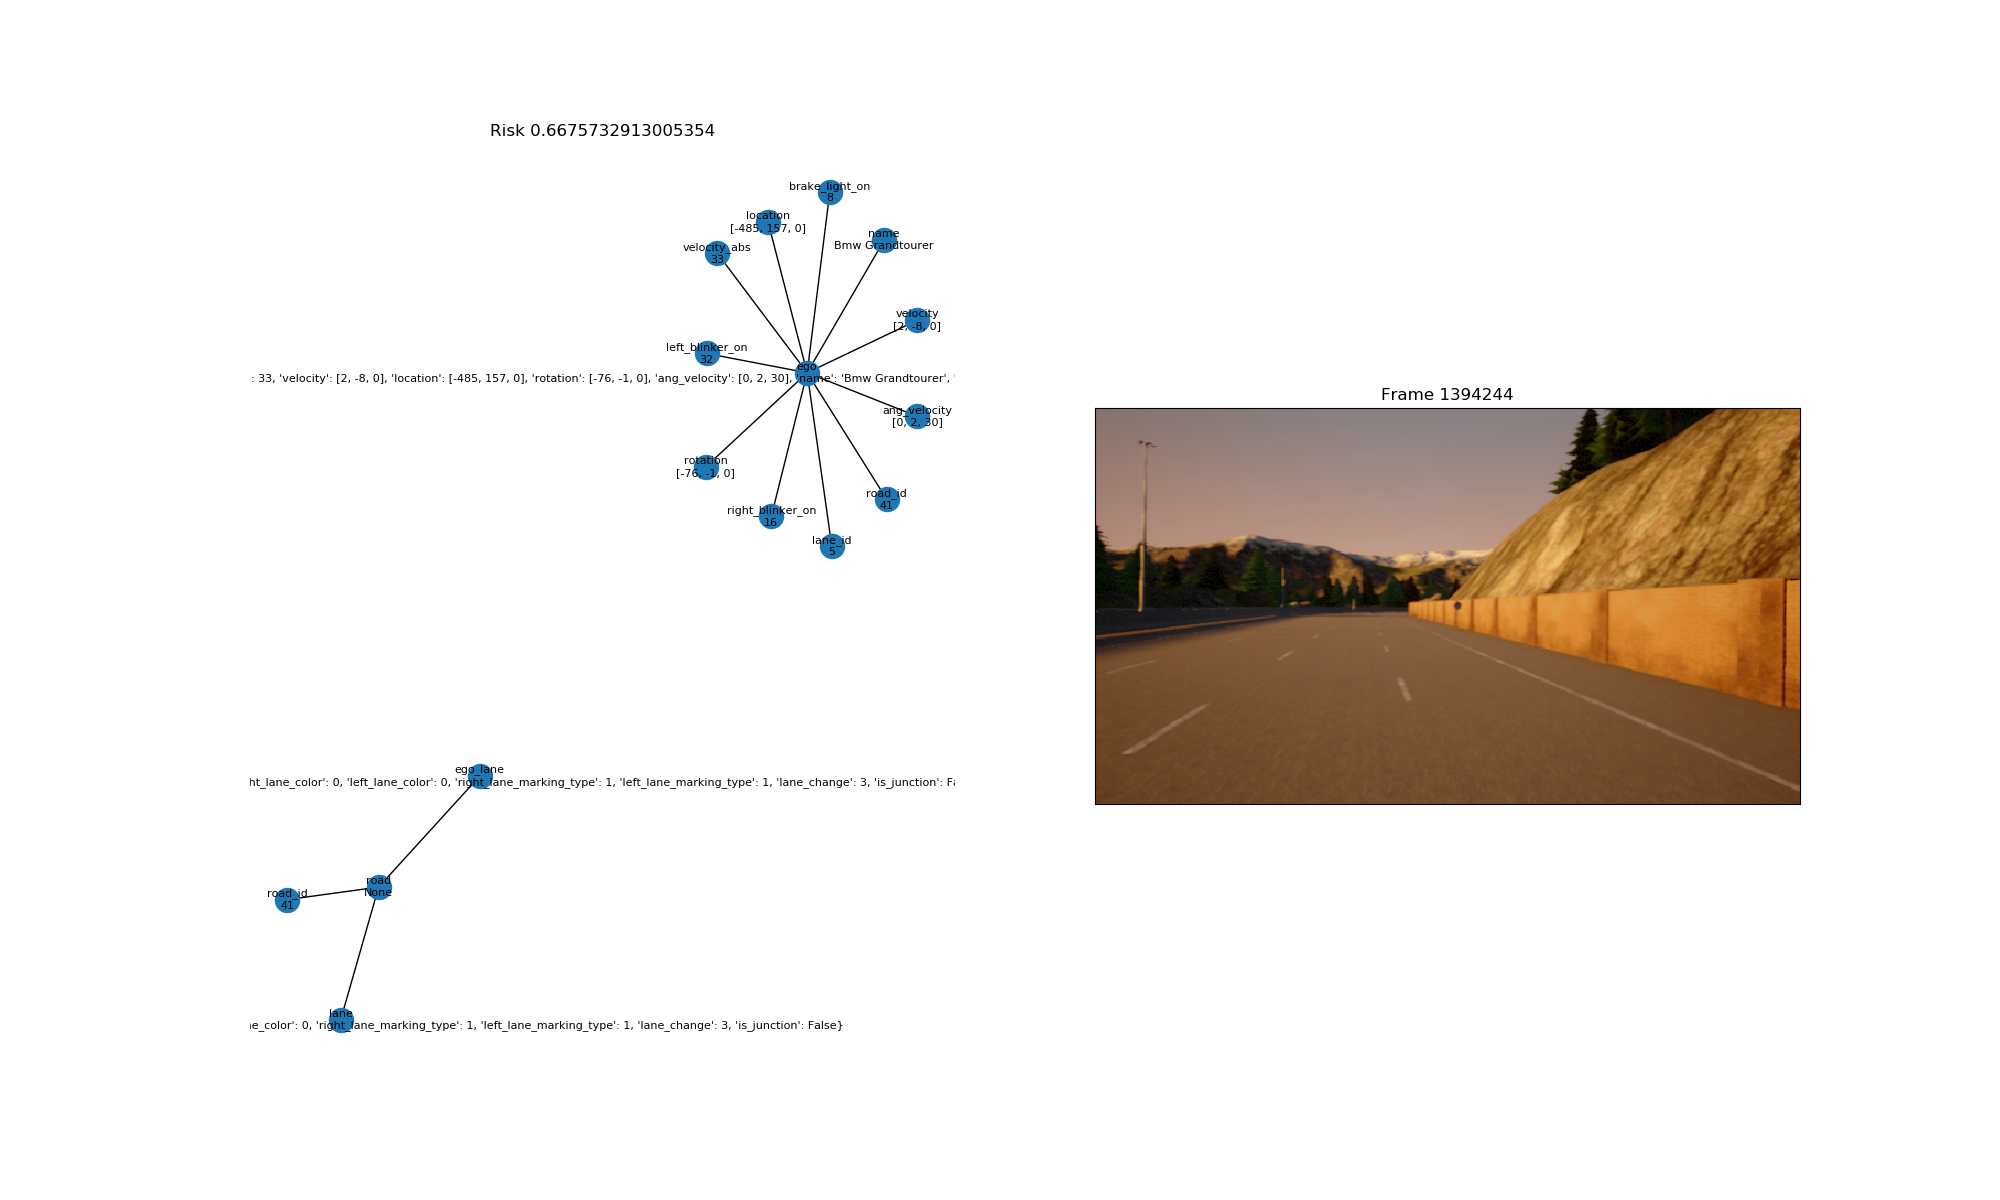 Risk 0.6675732913005354
brake_light_on
8
location
[-485, 157, 0]
name
Bmw Grandtourer
velocity_abs
33
velocity
[2, -8, 0]
left_blinker_on
32
ego
: 33, 'velocity': [2, -8, 0], 'location': [-485, 157, 0], 'rotation': [-76, -1, 0], 'ang_velocity': [0, 2, 30], 'name': 'Bmw Grandtourer', '
ang_velocity
[0, 2, 30]
rotation
[-76, -1, 0]
road_id
41
right_blinker_on
16
lane_id
5
Frame 1394244
ego_lane
ht_lane_color': 0, 'left_lane_color': 0, 'right_lane_marking_type': 1, 'left_lane_marking_type': 1, 'lane_change': 3, 'is_junction': Fa
road
None
road_id
41
lane
ne_color': 0, 'right_lane_marking_type': 1, 'left_lane_marking_type': 1, 'lane_change': 3, 'is_junction': False}